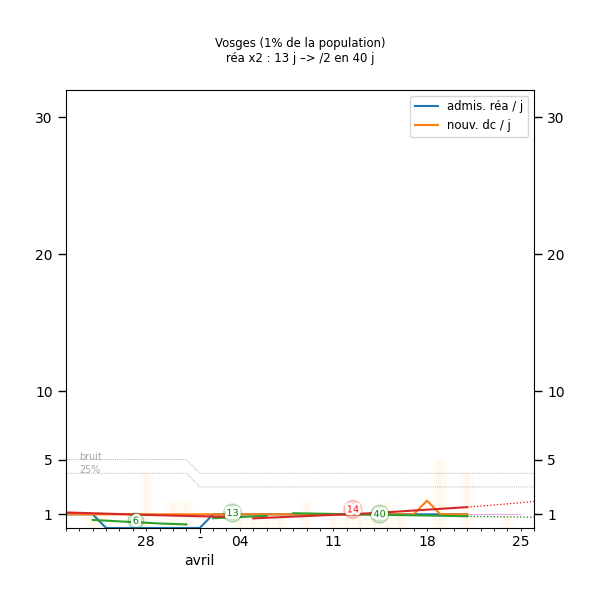 Vosges (1% de la population)
réa x2 : 13 j –> /2 en 40 j
admis. réa / j
nouv. dc / j
30 30
20 20
10 10
5 5
bruit
25%
1 1
6 13 14 40
28 - 04 11 18 25
avril